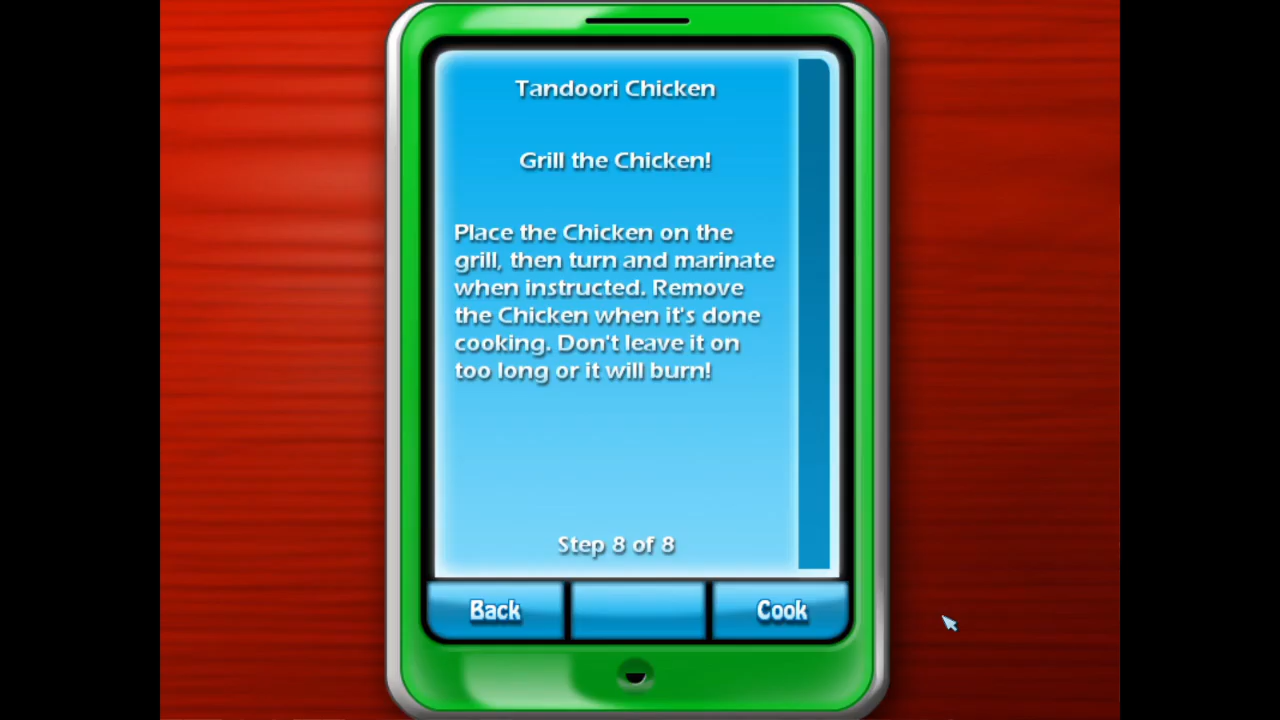 Tandoori Chicken
Grill the Chicken!
Place the Chicken on the
grill, then turn and marinate
when instructed. Remove
the Chicken when it's done
cooking. Don't leave it on
too long or it will burn!
Step 8 of 8
Back
Cook